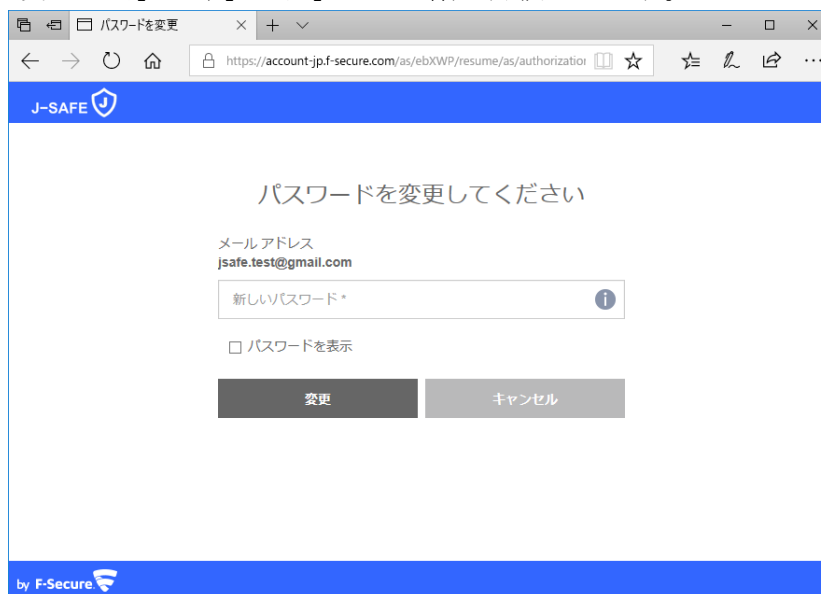 パスワードを変更
https://account-jp.f-secure.com/as/ebXWP/resume/as/authorization
J-SAFE
パスワードを変更してください
メール アドレス
jsafe.test@gmail.com
新しいパスワード *
パスワードを表示
変更
キャンセル
by F-Secure.